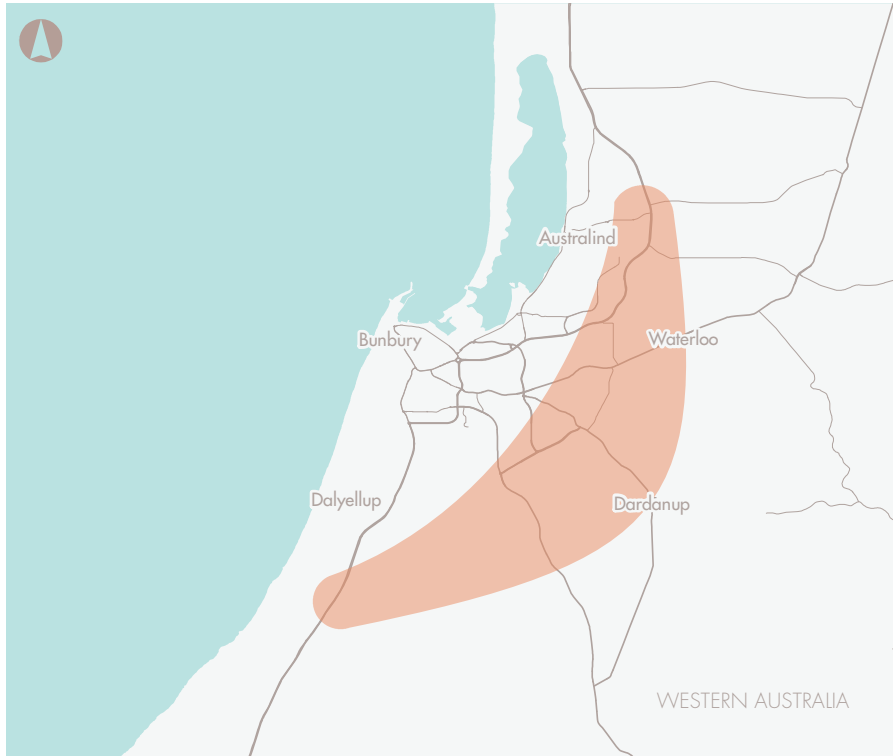 Australind
Bunbury
Waterloo
Dalyellup
Dardanup
WESTERN AUSTRALIA